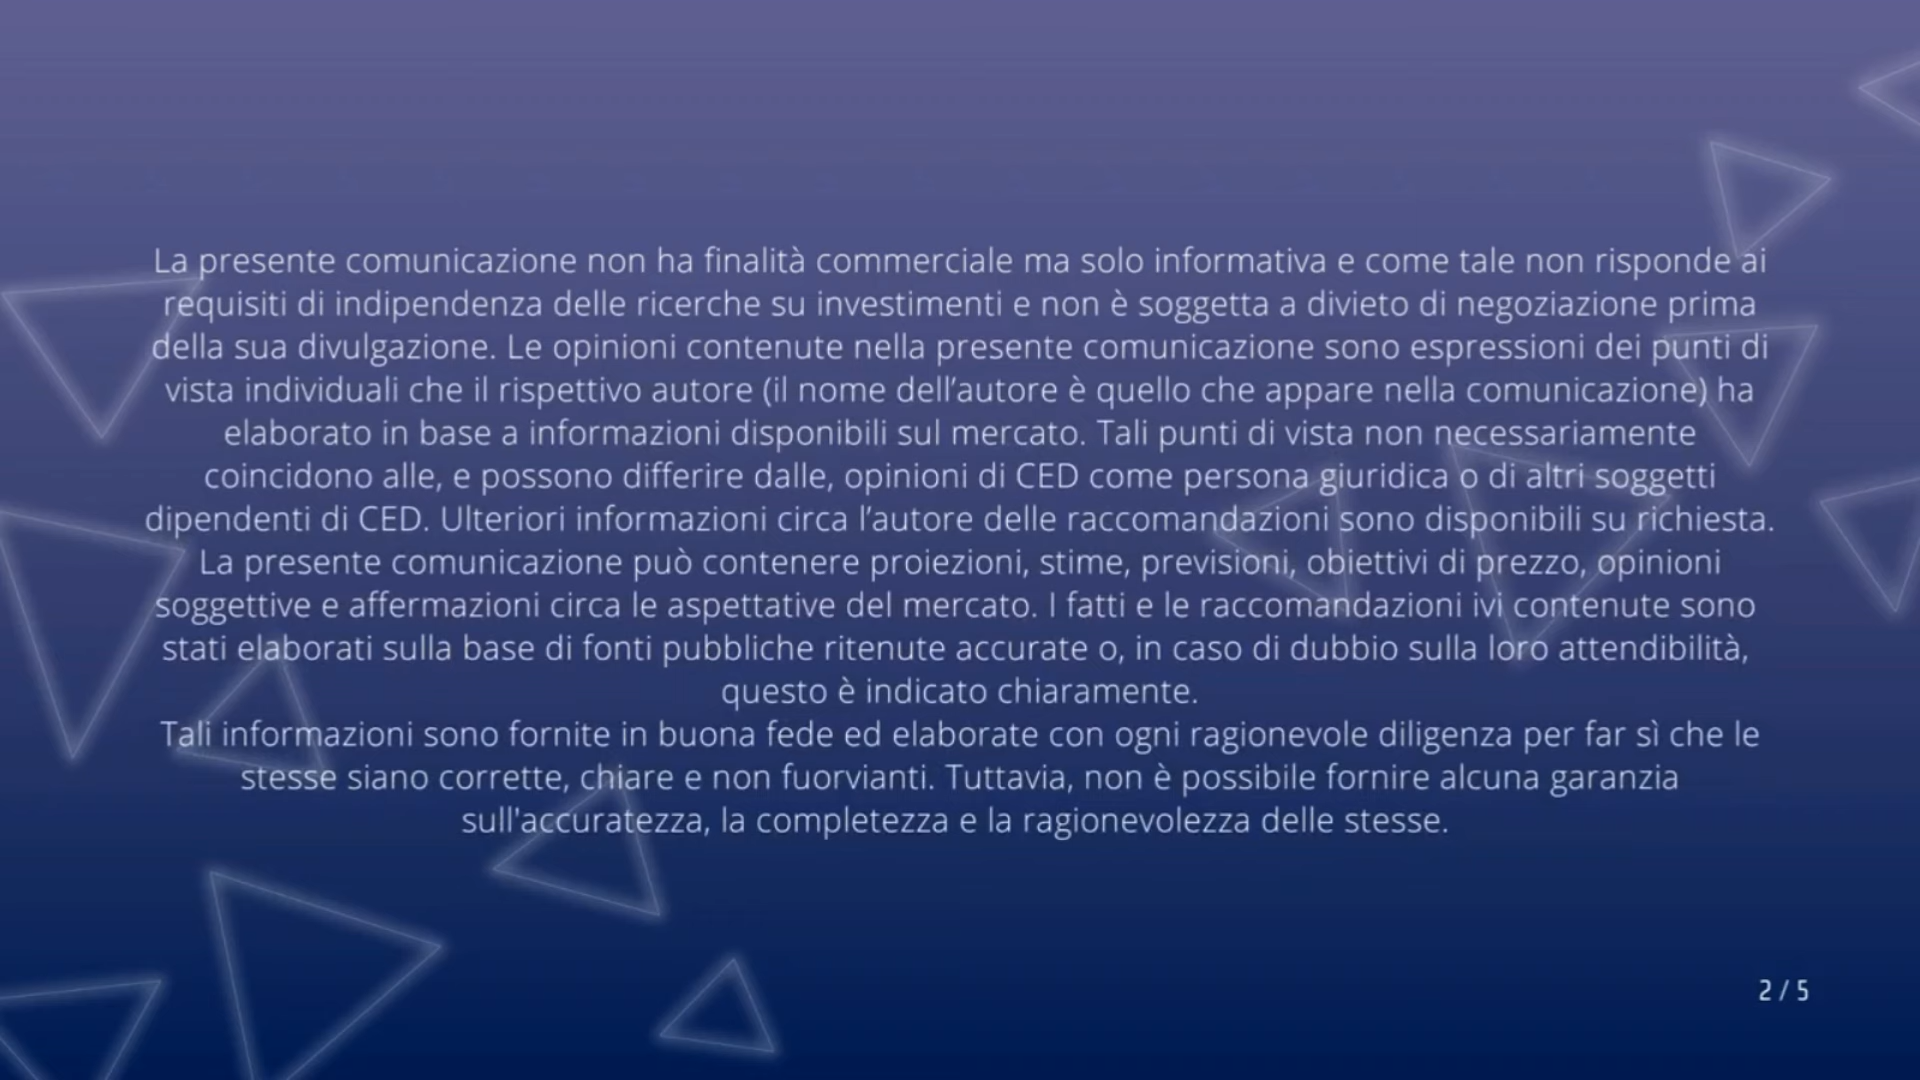 La presente comunicazione non ha finalità commerciale ma solo informativa e come tale non risponde ai
requisiti di indipendenza delle ricerche su investimenti e non è soggetta a divieto di negoziazione prima
della sua divulgazione. Le opinioni contenute nella presente comunicazione sono espressioni dei punti di
vista individuali che il rispettivo autore (il nome dell’autore è quello che appare nella comunicazione) ha
elaborato in base a informazioni disponibili sul mercato. Tali punti di vista non necessariamente
coincidono alle, e possono differire dalle, opinioni di CED come persona giuridica o di altri soggetti
dipendenti di CED. Ulteriori informazioni circa l’autore delle raccomandazioni sono disponibili su richiesta.
La presente comunicazione può contenere proiezioni, stime, previsioni, obiettivi di prezzo, opinioni
soggettive e affermazioni circa le aspettative del mercato. I fatti e le raccomandazioni ivi contenute sono
stati elaborati sulla base di fonti pubbliche ritenute accurate o, in caso di dubbio sulla loro attendibilità,
questo è indicato chiaramente.
Tali informazioni sono fornite in buona fede ed elaborate con ogni ragionevole diligenza per far sì che le
stesse siano corrette, chiare e non fuorvianti. Tuttavia, non è possibile fornire alcuna garanzia
sull'accuratezza, la completezza e la ragionevolezza delle stesse.
2 / 5